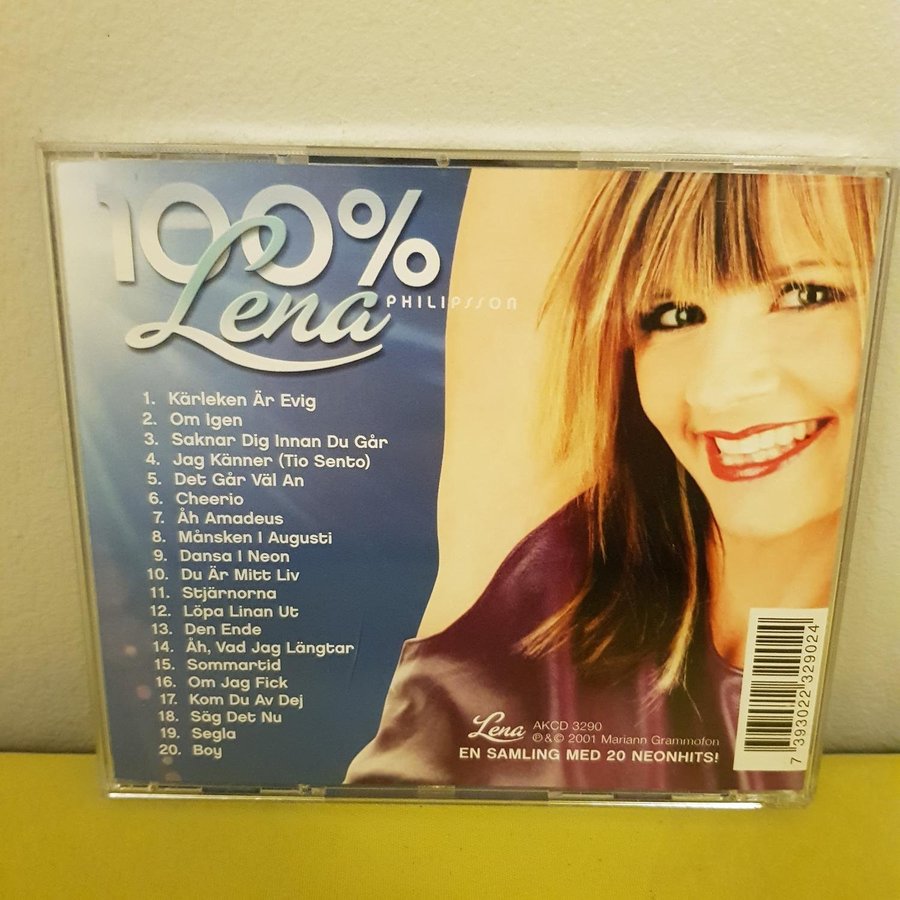 100%
Lena
PHILIPSSON
1. Kärleken Är Evig
2. Om Igen
3. Saknar Dig Innan Du Går
4. Jag Känner (Tio Sento)
5. Det Går Väl An
6. Cheerio
7. Åh Amadeus
8. Månsken I Augusti
9. Dansa I Neon
10. Du Är Mitt Liv
11. Stjärnorna
12. Löpa Linan Ut
13. Den Ende
14. Åh, Vad Jag Längtar
15. Sommartid
16. Om Jag Fick
17. Kom Du Av Dej
18. Säg Det Nu
19. Segla
20. Boy
Lena AKCD 3290
℗ & © 2001 Mariann Grammofon
EN SAMLING MED 20 NEONHITS!
7 393022 329024